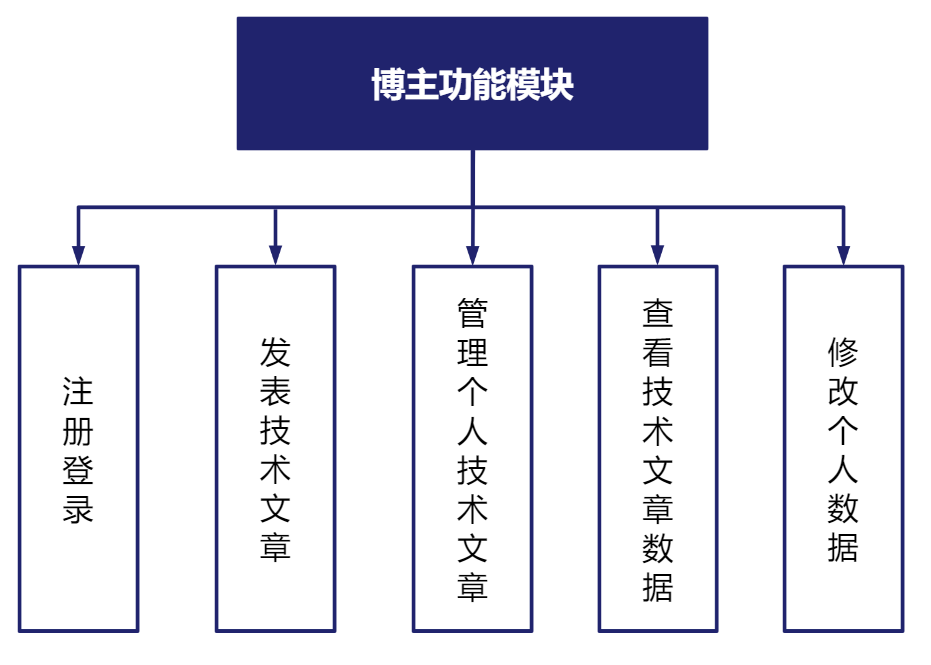 博主功能模块
注册登录
发表技术文章
管理个人技术文章
查看技术文章数据
修改个人数据